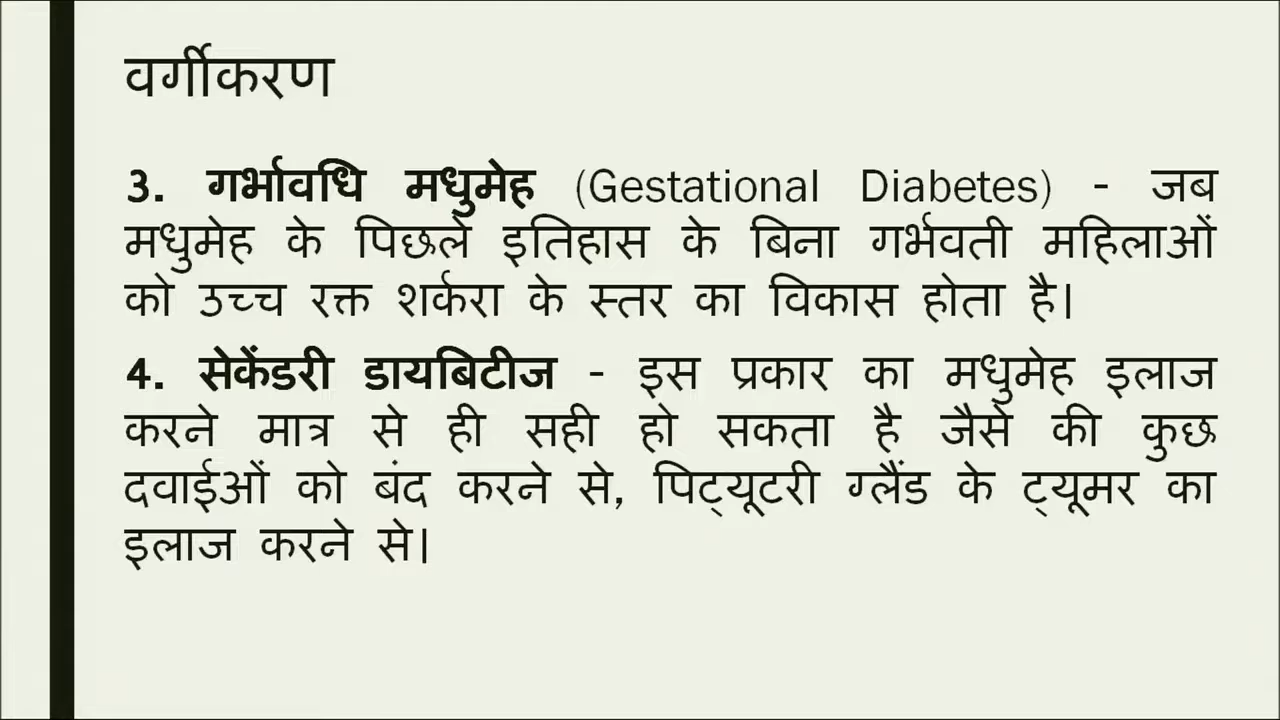 वर्गीकरण
3. गर्भावधि मधुमेह (Gestational Diabetes) - जब
मधुमेह के पिछले इतिहास के बिना गर्भवती महिलाओं
को उच्च रक्त शर्करा के स्तर का विकास होता है।
4. सेकेंडरी डायबिटीज - इस प्रकार का मधुमेह इलाज
करने मात्र से ही सही हो सकता है जैसे की कुछ
दवाईओं को बंद करने से, पिट्यूटरी ग्लैंड के ट्यूमर का
इलाज करने से।